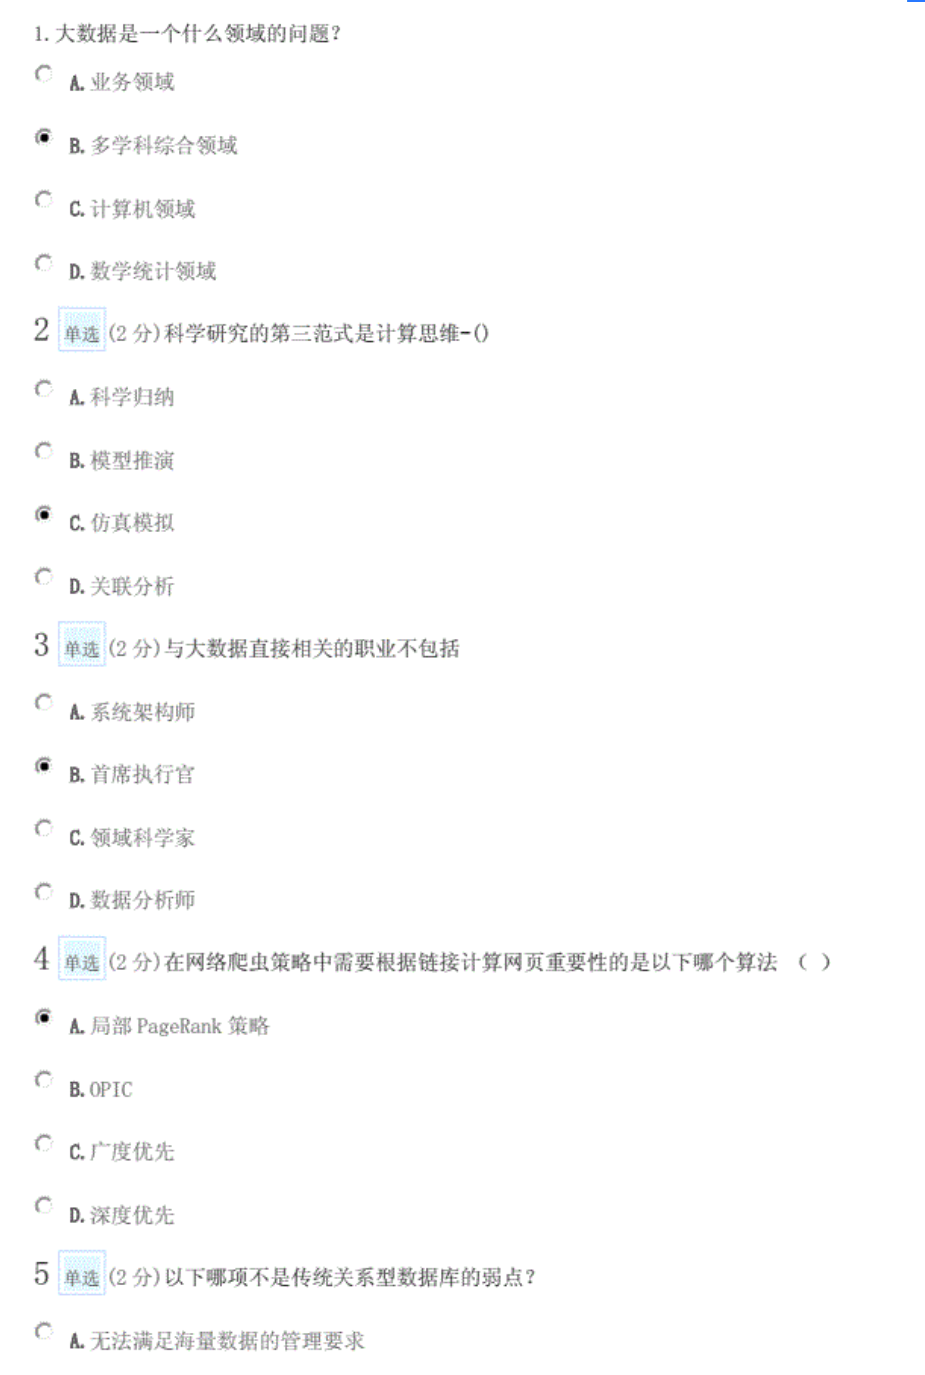 1.大数据是一个什么领域的问题?
A.业务领域
B.多学科综合领域
C.计算机领域
D.数学统计领域
2 单选 (2 分)科学研究的第三范式是计算思维-()
A.科学归纳
B.模型推演
C.仿真模拟
D.关联分析
3 单选 (2 分)与大数据直接相关的职业不包括
A.系统架构师
B.首席执行官
C.领域科学家
D.数据分析师
4 单选 (2 分)在网络爬虫策略中需要根据链接计算网页重要性的是以下哪个算法 ( )
A.局部 PageRank 策略
B.OPIC
C.广度优先
D.深度优先
5 单选 (2 分)以下哪项不是传统关系型数据库的弱点?
A.无法满足海量数据的管理要求